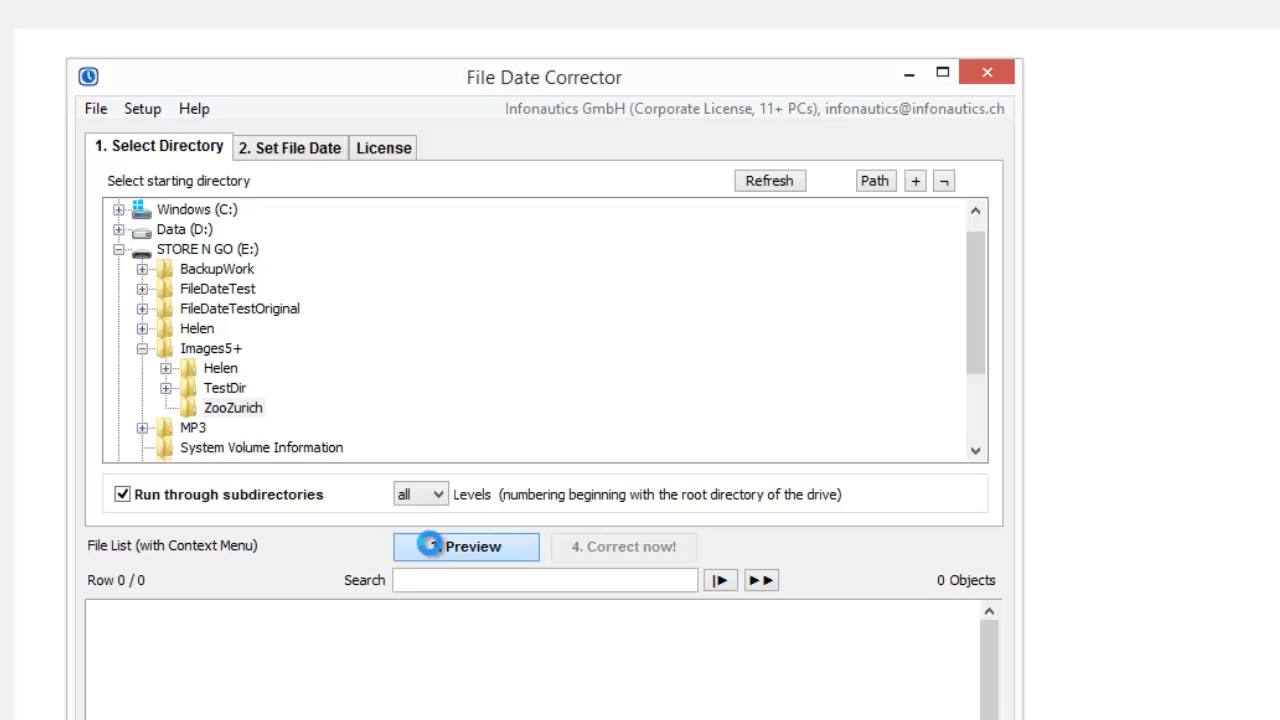 File Date Corrector
File Setup Help Infonautics GmbH (Corporate License, 11+ PCs), infonautics@infonautics.ch
1. Select Directory 2. Set File Date License
Select starting directory Refresh Path + ¬
Windows (C:)
Data (D:)
STORE N GO (E:)
BackupWork
FileDateTest
FileDateTestOriginal
Helen
Images5+
Helen
TestDir
ZooZurich
MP3
System Volume Information
Run through subdirectories all Levels (numbering beginning with the root directory of the drive)
File List (with Context Menu) Preview 4. Correct now!
Row 0 / 0 Search 0 Objects